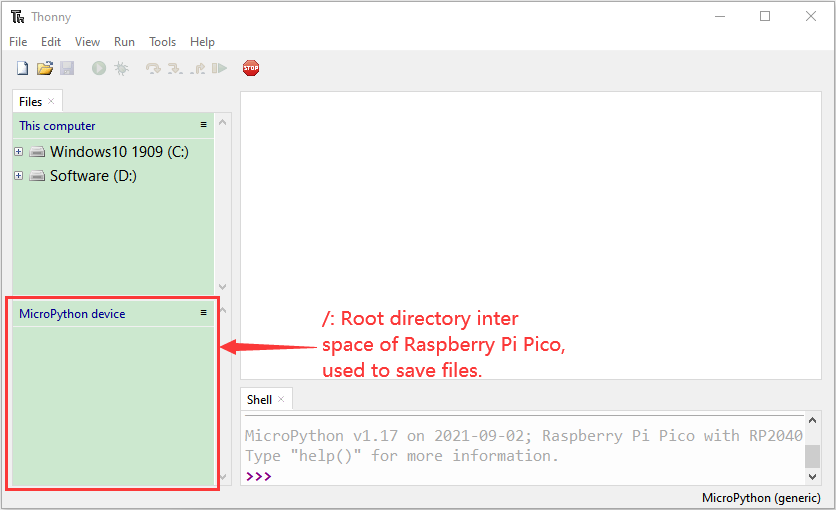 Thonny
File Edit View Run Tools Help
STOP
Files
This computer
Windows10 1909 (C:)
Software (D:)
MicroPython device
/: Root directory inter
space of Raspberry Pi Pico,
used to save files.
Shell
MicroPython v1.17 on 2021-09-02; Raspberry Pi Pico with RP2040
Type "help()" for more information.
>>>
MicroPython (generic)